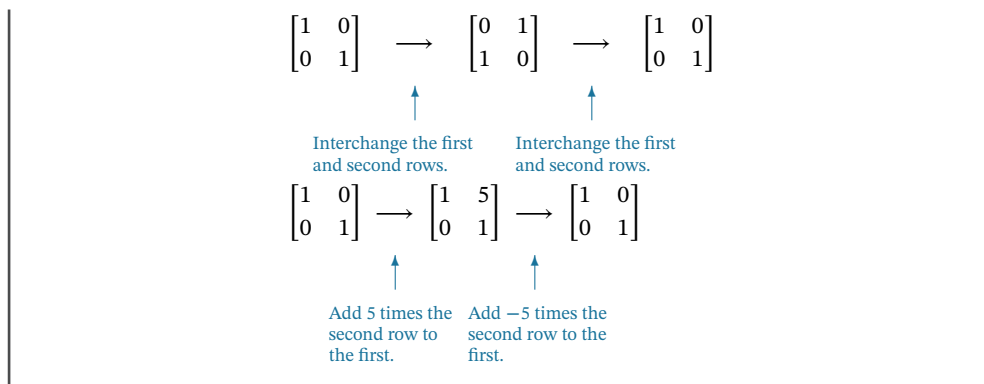 [1 0] ⟶ [0 1] ⟶ [1 0]
[0 1] [1 0] [0 1]
Interchange the first Interchange the first
and second rows. and second rows.
[1 0] ⟶ [1 5] ⟶ [1 0]
[0 1] [0 1] [0 1]
Add 5 times the Add −5 times the
second row to second row to the
the first. first.